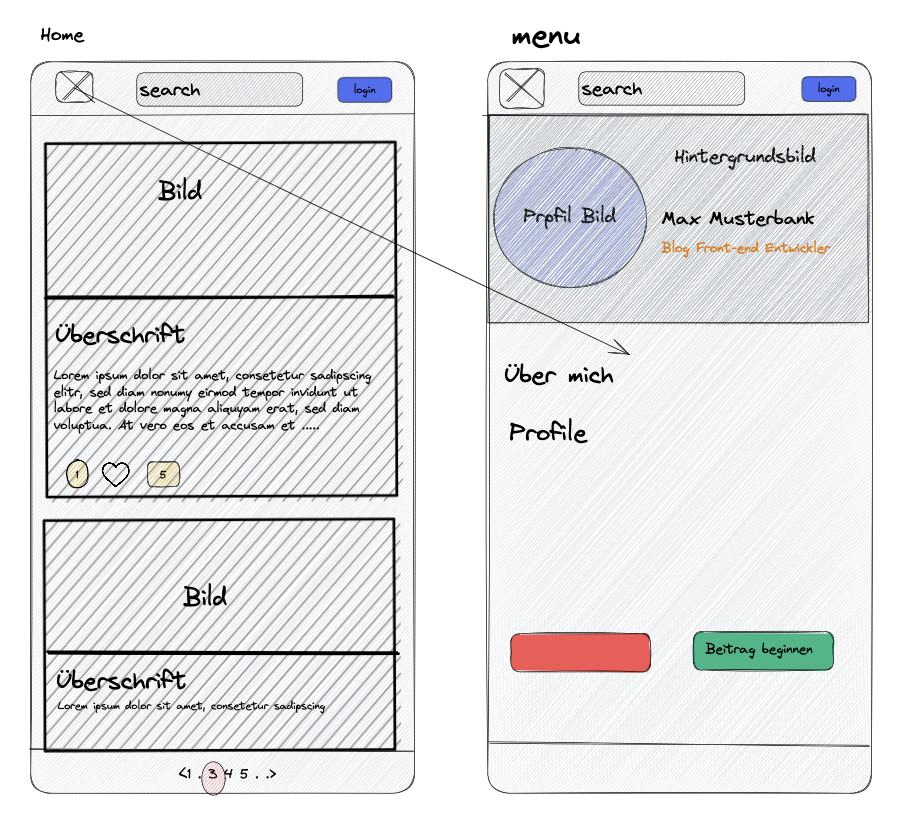 Home
search
login
Bild
Überschrift
Lorem ipsum dolor sit amet, consetetur sadipscing
elitr, sed diam nonumy eirmod tempor invidunt ut
labore et dolore magna aliquyam erat, sed diam
voluptua. At vero eos et accusam et .....
1
5
Bild
Überschrift
Lorem ipsum dolor sit amet, consetetur sadipscing
<1 . 3 4 5 . .>
menu
search
login
Hintergrundsbild
Prpfil Bild
Max Musterbank
Blog Front-end Entwickler
Über mich
Profile
Beitrag beginnen